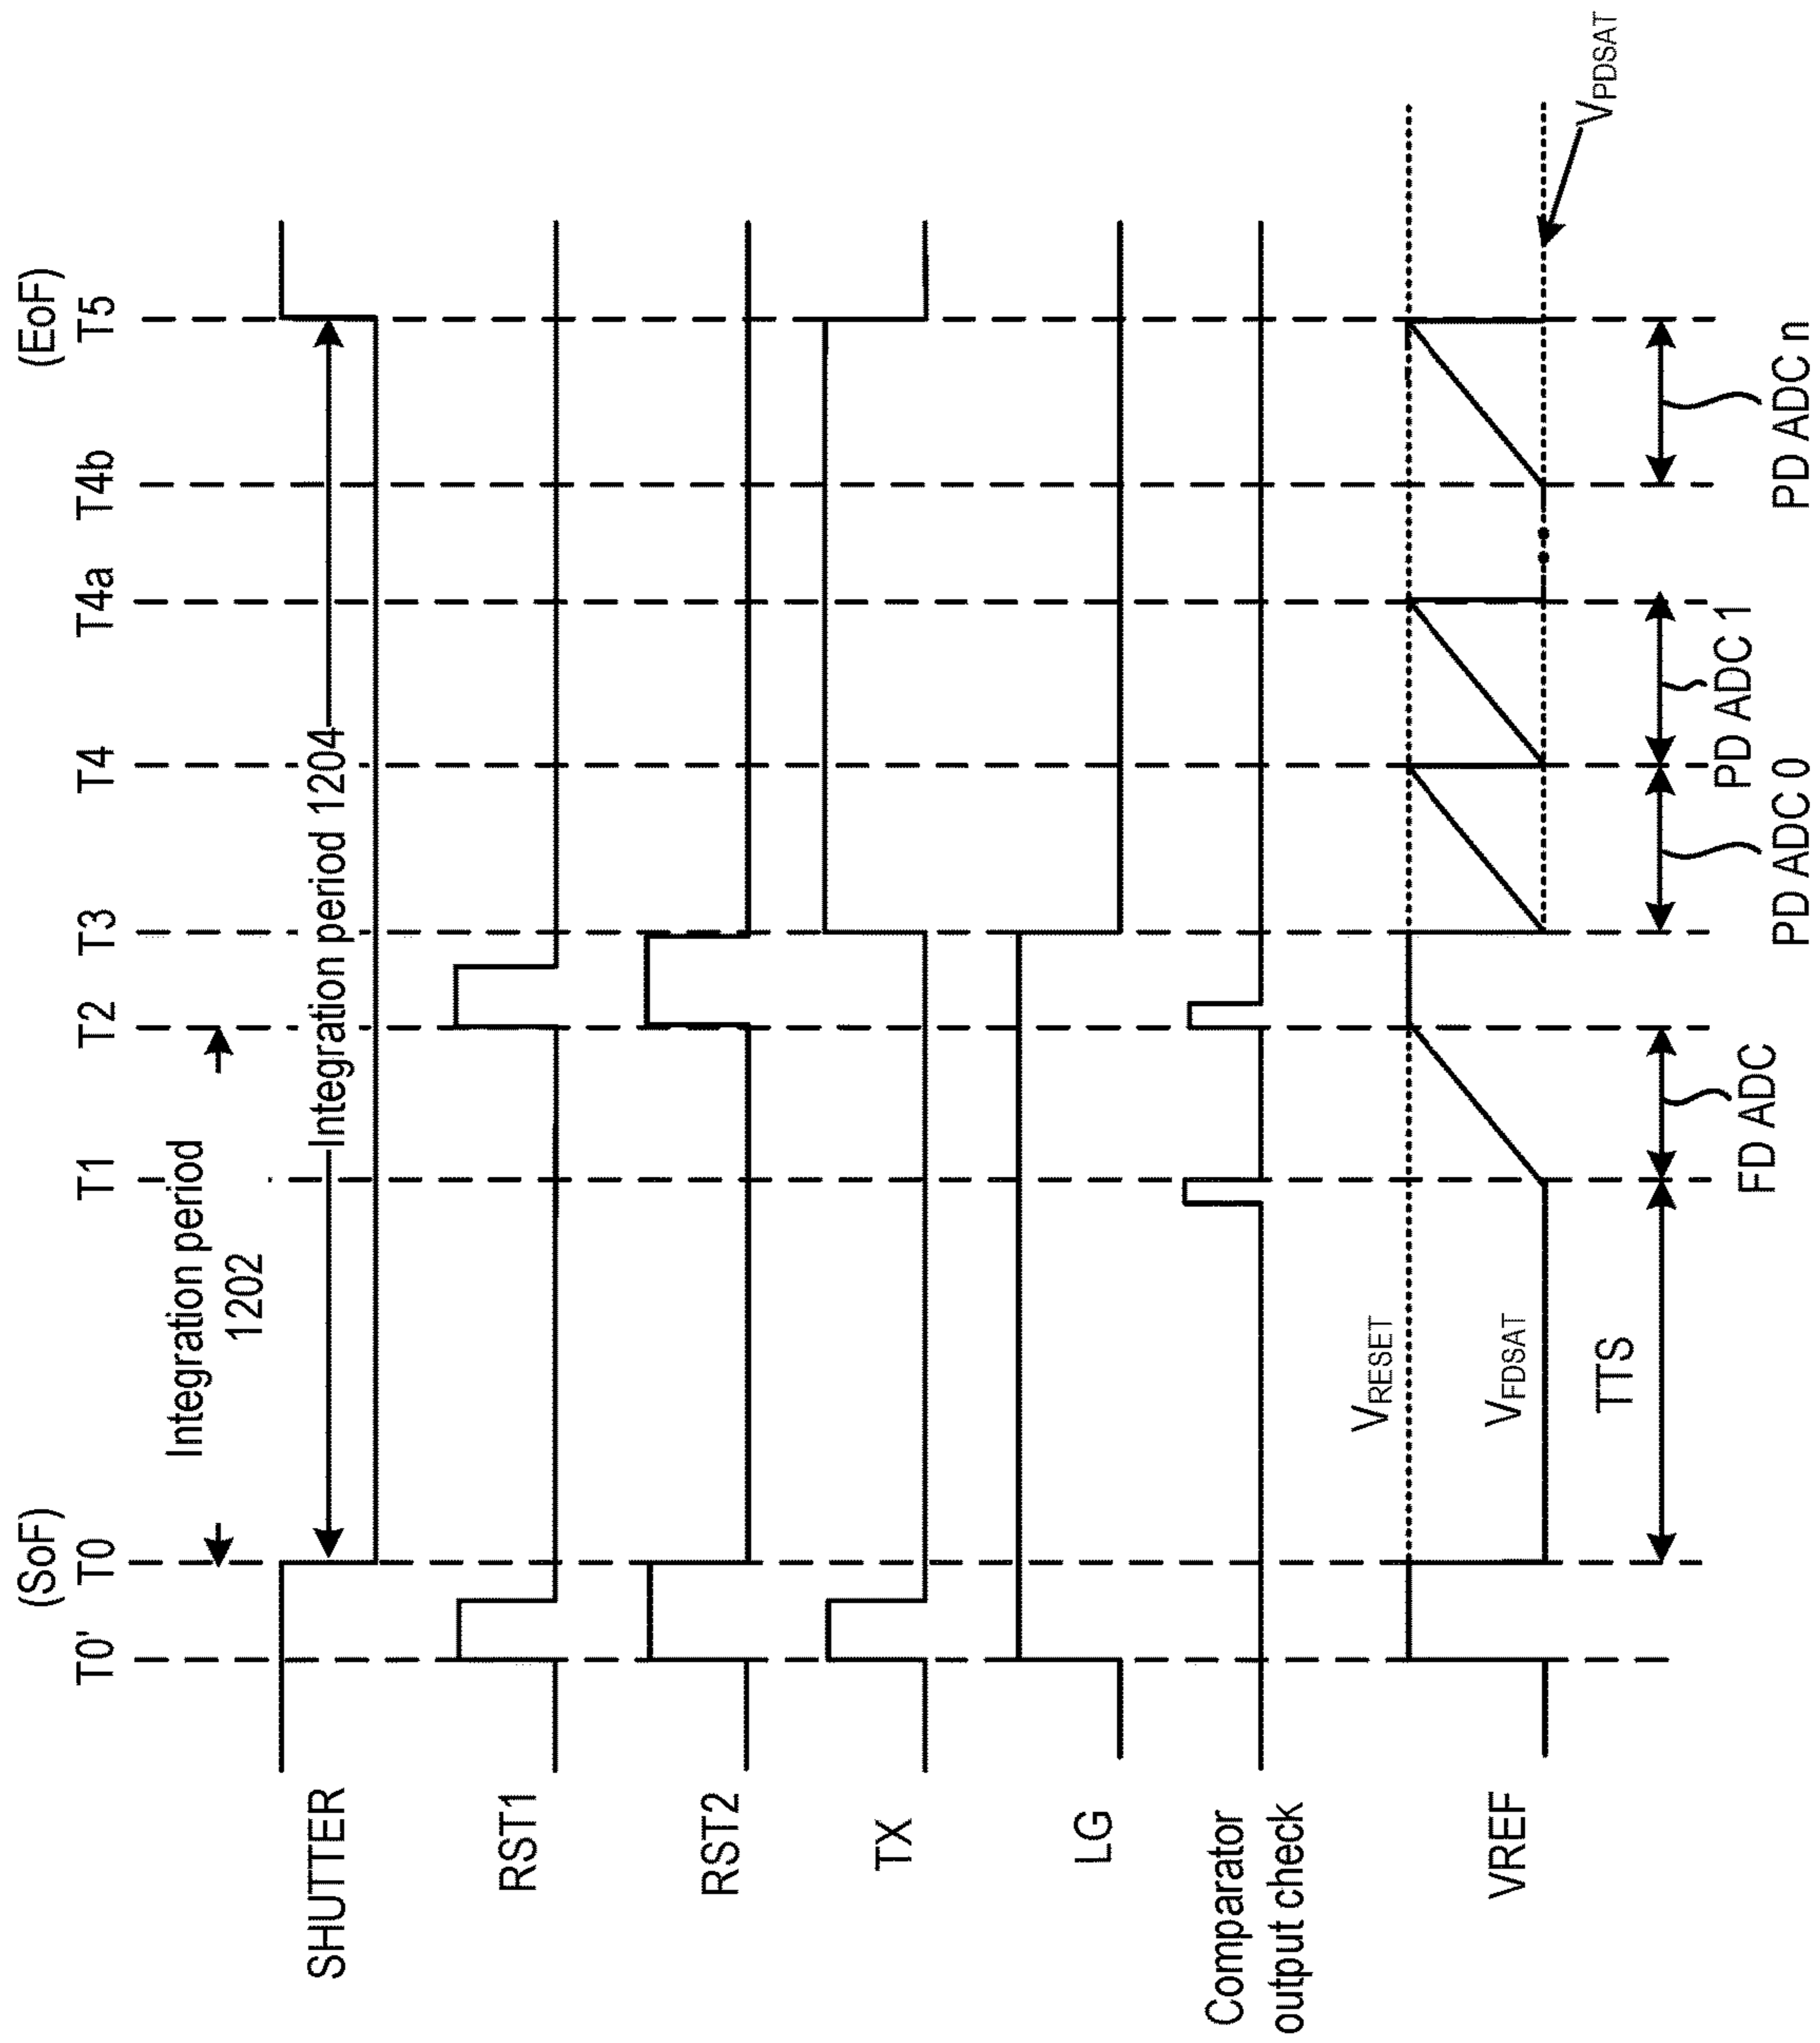 (SoF)
(EoF)
T0'
T0
T1
T2
T3
T4
T4a
T4b
T5
Integration period
1202
Integration period 1204
SHUTTER
RST1
RST2
TX
LG
Comparator
output check
VREF
VRESET
VFDSAT
VPDSAT
TTS
FD ADC
PD ADC 0
PD ADC 1
PD ADC n